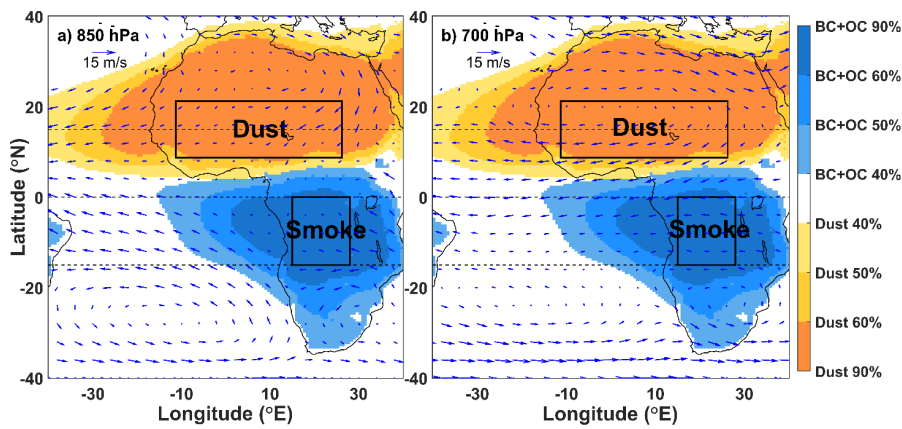 a) 850 hPa
15 m/s
Dust
Smoke
40
20
0
-20
-40
Latitude (°N)
-30
-10
10
30
Longitude (°E)
b) 700 hPa
15 m/s
Dust
Smoke
40
20
0
-20
-40
-30
-10
10
30
Longitude (°E)
BC+OC 90%
BC+OC 60%
BC+OC 50%
BC+OC 40%
Dust 40%
Dust 50%
Dust 60%
Dust 90%